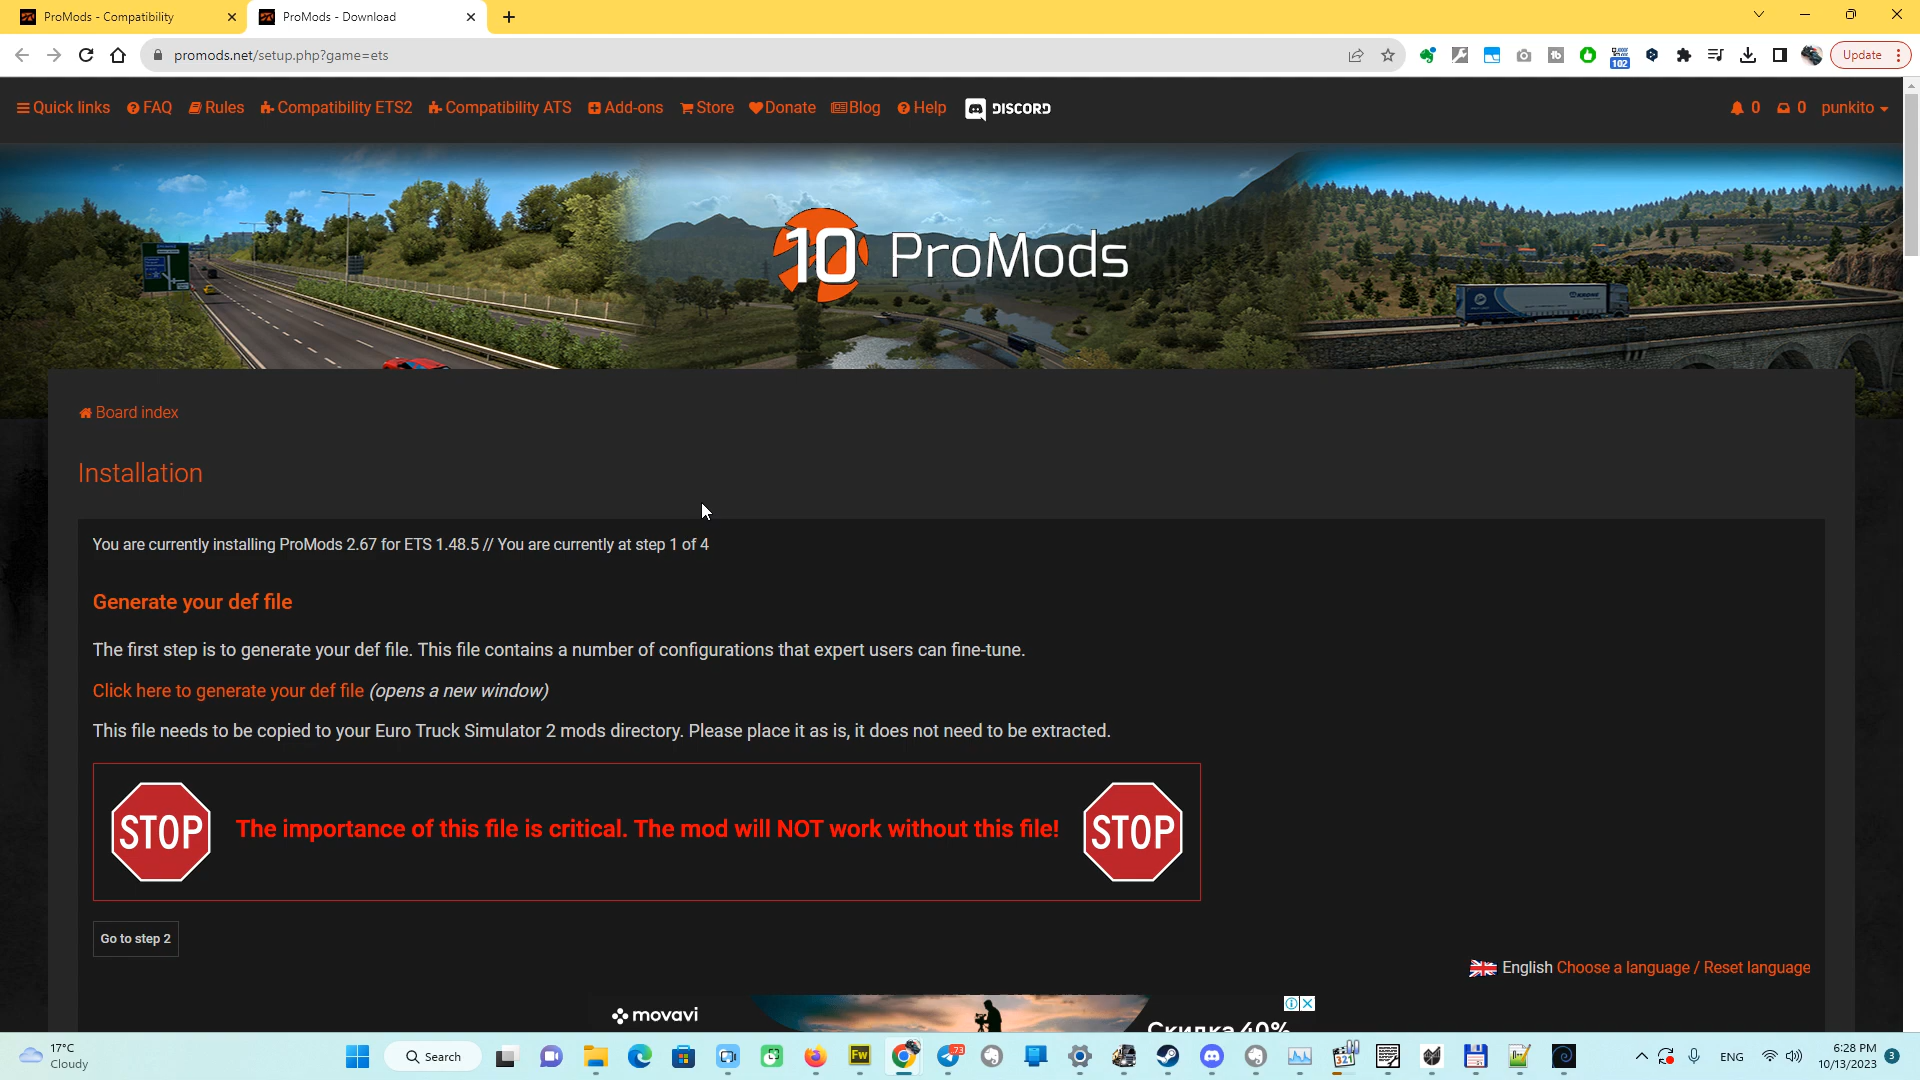 ProMods - Compatibility
ProMods - Download
promods.net/setup.php?game=ets
102
Update
Quick links
FAQ
Rules
Compatibility ETS2
Compatibility ATS
Add-ons
Store
Donate
Blog
Help
DISCORD
0
0
punkito
10 ProMods
Board index
Installation
You are currently installing ProMods 2.67 for ETS 1.48.5 // You are currently at step 1 of 4
Generate your def file
The first step is to generate your def file. This file contains a number of configurations that expert users can fine-tune.
Click here to generate your def file (opens a new window)
This file needs to be copied to your Euro Truck Simulator 2 mods directory. Please place it as is, it does not need to be extracted.
STOP
The importance of this file is critical. The mod will NOT work without this file!
STOP
Go to step 2
English Choose a language / Reset language
movavi
Скидка 40%
17°C
Cloudy
Search
Fw
73
321
ENG
6:28 PM
10/13/2023
3